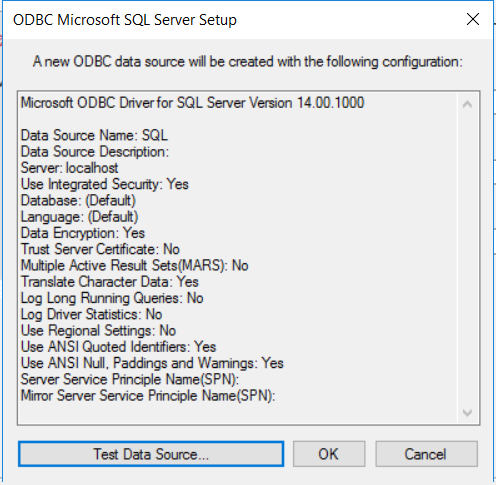 ODBC Microsoft SQL Server Setup
A new ODBC data source will be created with the following configuration:
Microsoft ODBC Driver for SQL Server Version 14.00.1000
Data Source Name: SQL
Data Source Description:
Server: localhost
Use Integrated Security: Yes
Database: (Default)
Language: (Default)
Data Encryption: Yes
Trust Server Certificate: No
Multiple Active Result Sets(MARS): No
Translate Character Data: Yes
Log Long Running Queries: No
Log Driver Statistics: No
Use Regional Settings: No
Use ANSI Quoted Identifiers: Yes
Use ANSI Null, Paddings and Warnings: Yes
Server Service Principle Name(SPN):
Mirror Server Service Principle Name(SPN):
Test Data Source...
OK
Cancel